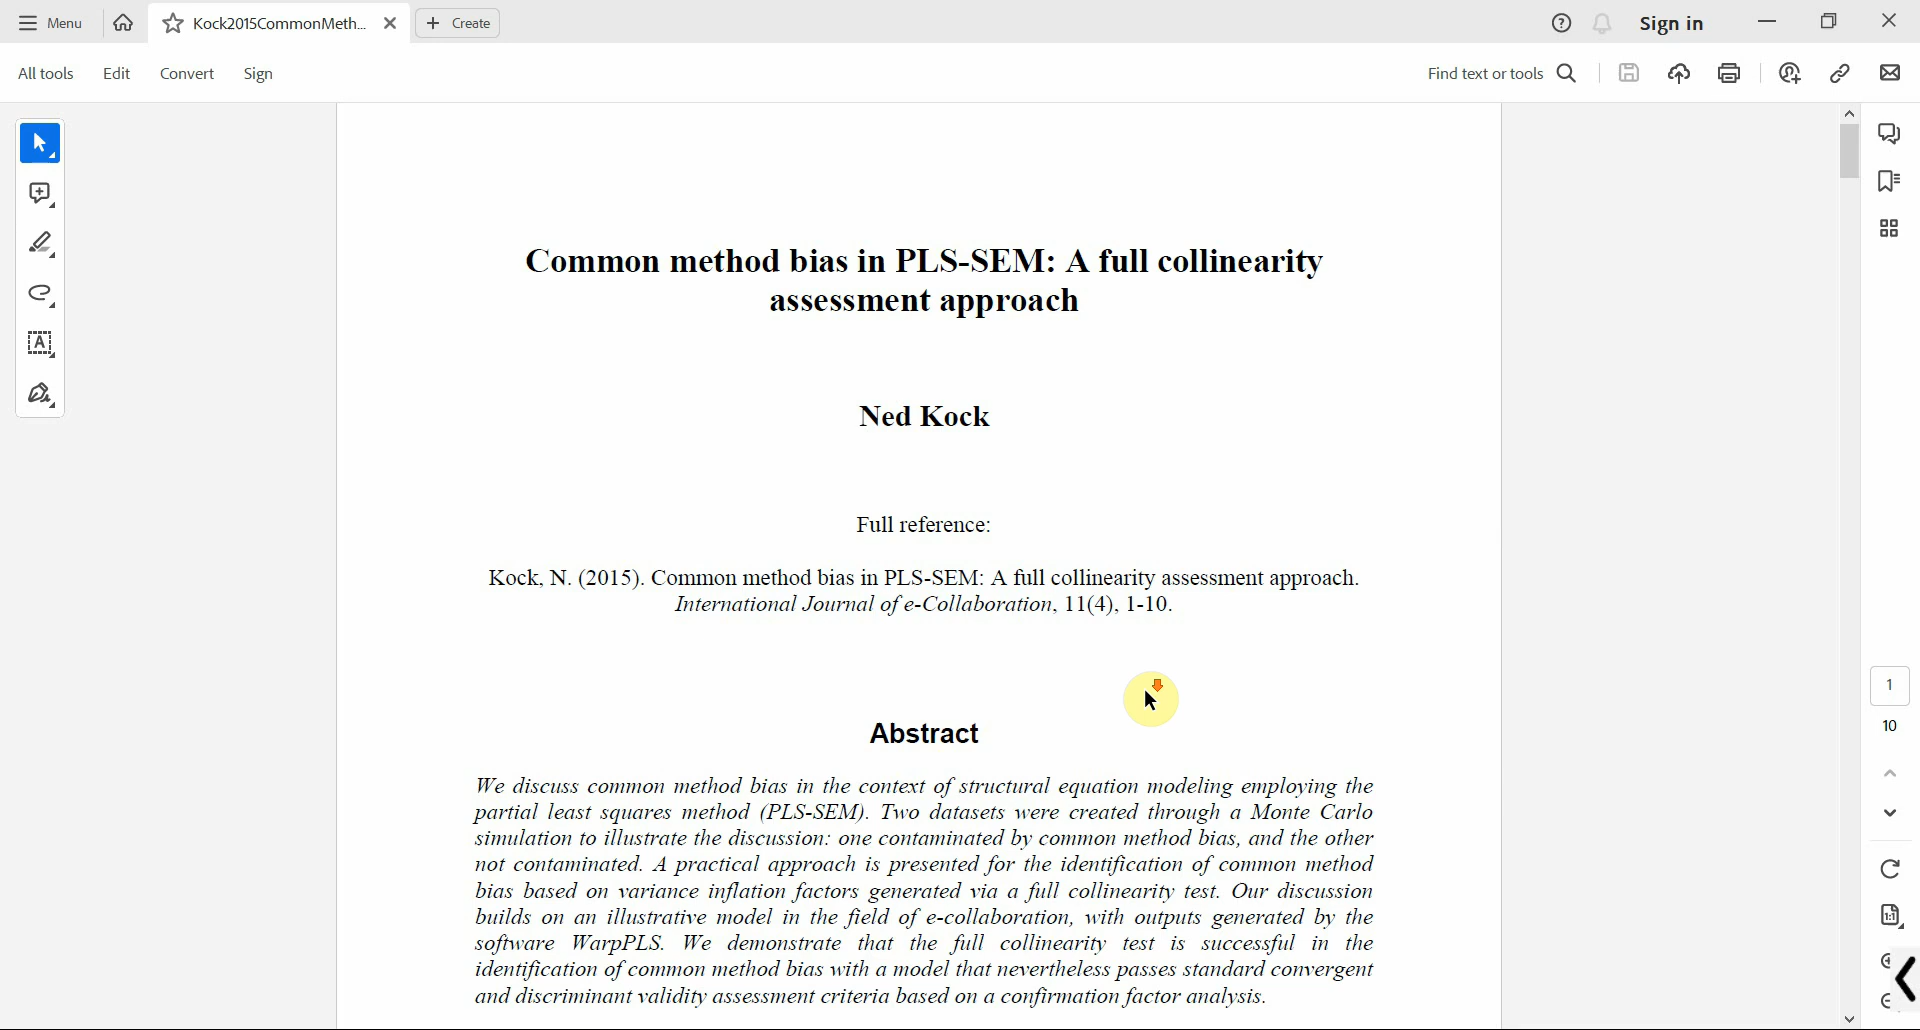 Menu
Kock2015CommonMeth...
Create
Sign in
All tools
Edit
Convert
Sign
Find text or tools
Common method bias in PLS-SEM: A full collinearity
assessment approach
Ned Kock
Full reference:
Kock, N. (2015). Common method bias in PLS-SEM: A full collinearity assessment approach.
International Journal of e-Collaboration, 11(4), 1-10.
Abstract
We discuss common method bias in the context of structural equation modeling employing the
partial least squares method (PLS-SEM). Two datasets were created through a Monte Carlo
simulation to illustrate the discussion: one contaminated by common method bias, and the other
not contaminated. A practical approach is presented for the identification of common method
bias based on variance inflation factors generated via a full collinearity test. Our discussion
builds on an illustrative model in the field of e-collaboration, with outputs generated by the
software WarpPLS. We demonstrate that the full collinearity test is successful in the
identification of common method bias with a model that nevertheless passes standard convergent
and discriminant validity assessment criteria based on a confirmation factor analysis.
1
10